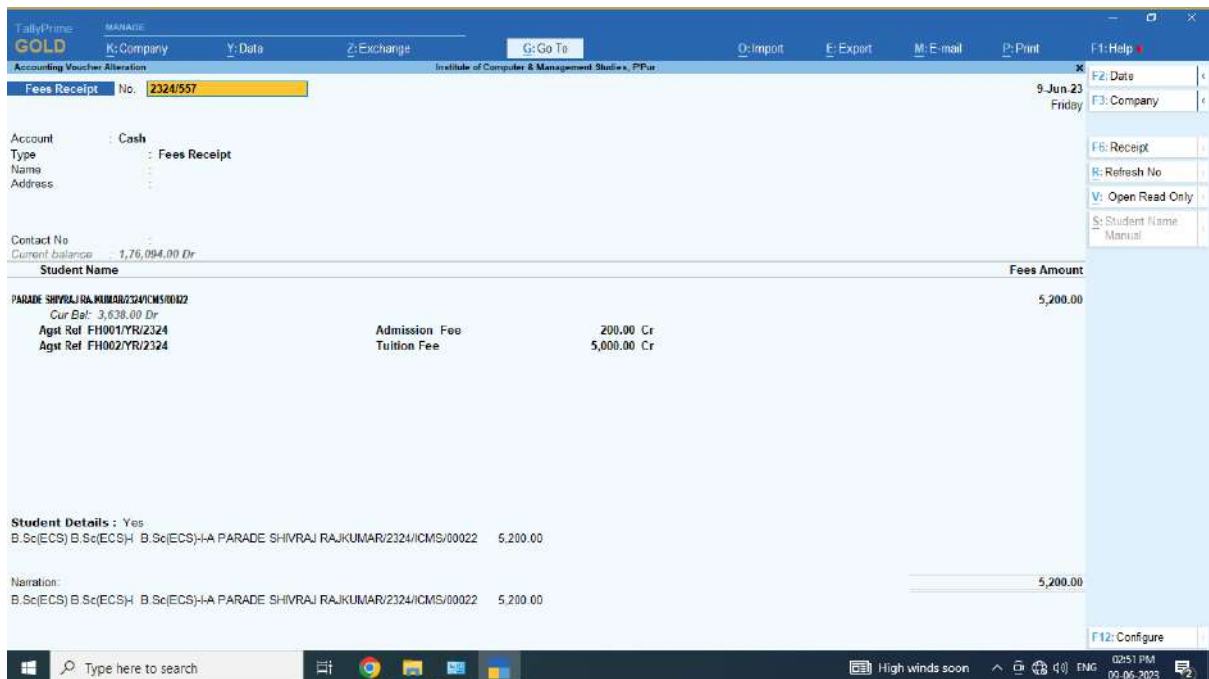 TallyPrime MANAGE
GOLD K: Company Y: Data Z: Exchange G: Go To O: Import E: Export M: E-mail P: Print F1: Help
Accounting Voucher Alteration Institute of Computer & Management Studies, P'Pur
Fees Receipt No. 2324/557 9-Jun-23
Friday
F2: Date
F3: Company
Account : Cash
Type : Fees Receipt
Name :
Address :
F6: Receipt
R: Refresh No
V: Open Read Only
S: Student Name Manual
Contact No :
Current balance : 1,76,094.00 Dr
Student Name Fees Amount
PARADE SHIVRAJ RAJKUMAR/2324/ICMS/00022 5,200.00
Cur Bal: 3,638.00 Dr
Agst Ref FH001/YR/2324 Admission Fee 200.00 Cr
Agst Ref FH002/YR/2324 Tuition Fee 5,000.00 Cr
Student Details : Yes
B.Sc(ECS) B.Sc(ECS)-I B.Sc(ECS)-I-A PARADE SHIVRAJ RAJKUMAR/2324/ICMS/00022 5,200.00
Narration: 5,200.00
B.Sc(ECS) B.Sc(ECS)-I B.Sc(ECS)-I-A PARADE SHIVRAJ RAJKUMAR/2324/ICMS/00022 5,200.00
F12: Configure
Type here to search High winds soon ENG 02:51 PM
09-06-2023 2